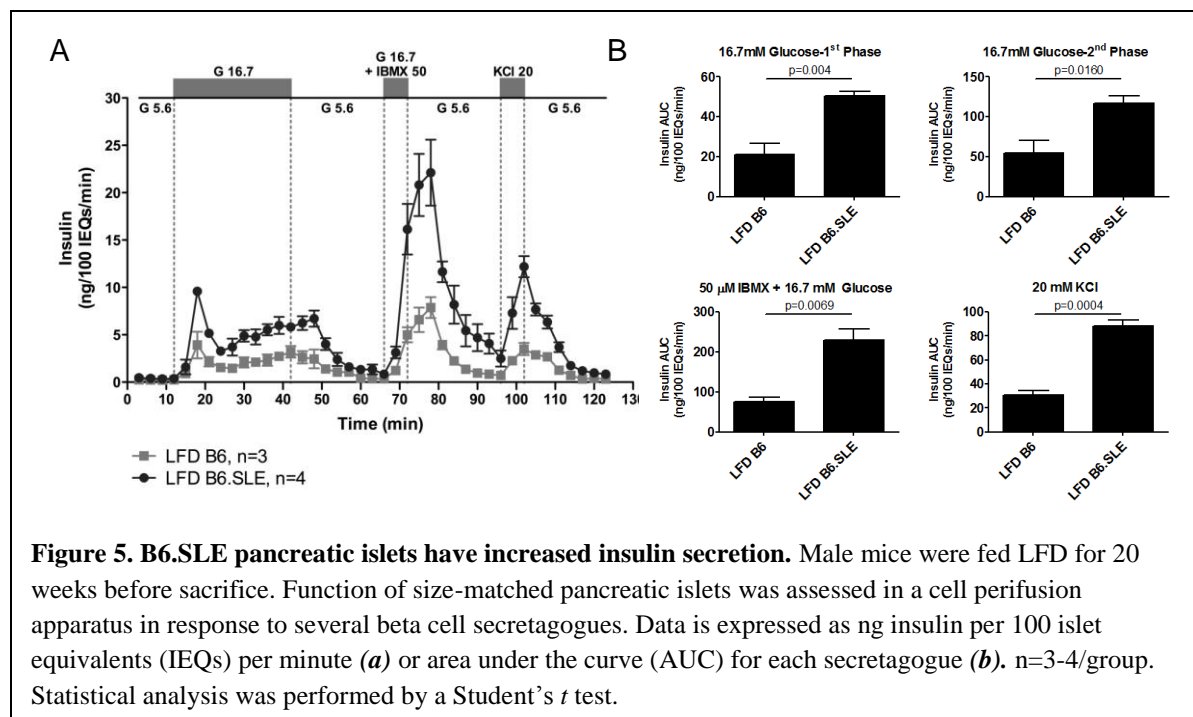 A
G 16.7
G 16.7
+ IBMX 50
KCl 20
G 5.6
G 5.6
G 5.6
G 5.6
30
25
20
15
10
5
0
Insulin
(ng/100 IEQs/min)
0 10 20 30 40 50 60 70 80 90 100 110 120 130
Time (min)
LFD B6, n=3
LFD B6.SLE, n=4
B
16.7mM Glucose-1st Phase
p=0.004
60
40
20
0
Insulin AUC
(ng/100 IEQs/min)
LFD B6
LFD B6.SLE
16.7mM Glucose-2nd Phase
p=0.0160
150
100
50
0
Insulin AUC
(ng/100 IEQs/min)
LFD B6
LFD B6.SLE
50 μM IBMX + 16.7 mM Glucose
p=0.0069
300
200
100
0
Insulin AUC
(ng/100 IEQs/min)
LFD B6
LFD B6.SLE
20 mM KCl
p=0.0004
100
80
60
40
20
0
Insulin AUC
(ng/100 IEQs/min)
LFD B6
LFD B6.SLE
Figure 5. B6.SLE pancreatic islets have increased insulin secretion. Male mice were fed LFD for 20
weeks before sacrifice. Function of size-matched pancreatic islets was assessed in a cell perifusion
apparatus in response to several beta cell secretagogues. Data is expressed as ng insulin per 100 islet
equivalents (IEQs) per minute (a) or area under the curve (AUC) for each secretagogue (b). n=3-4/group.
Statistical analysis was performed by a Student's t test.